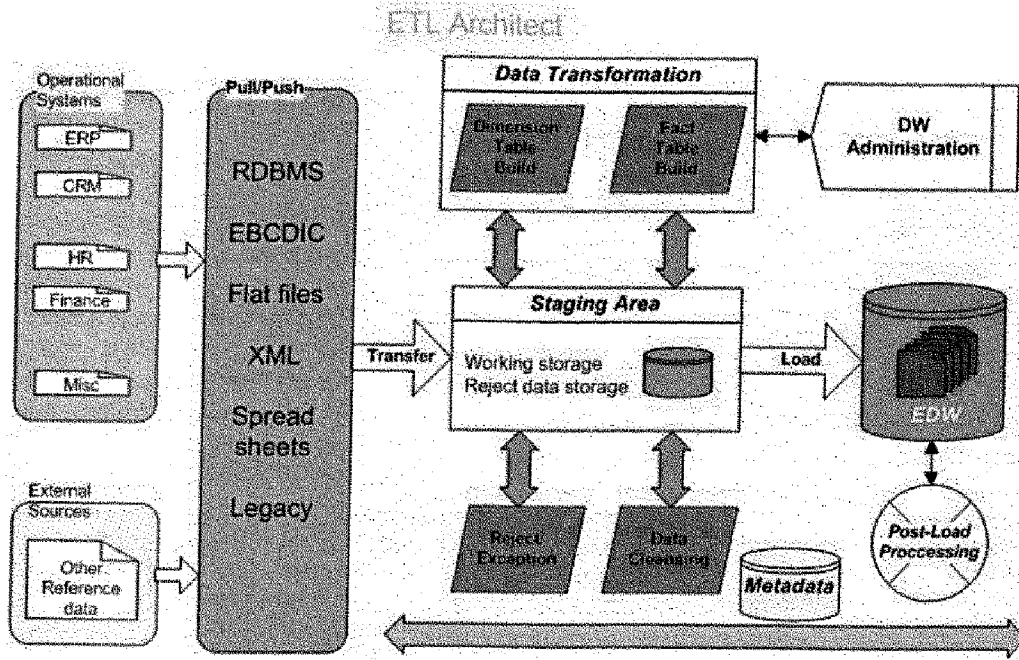 ETL Architect
Operational
Systems
ERP
CRM
HR
Finance
Misc
External
Sources
Other
Reference
data
Pull/Push
RDBMS
EBCDIC
Flat files
XML
Spread
sheets
Legacy
Transfer
Data Transformation
Dimension
Table
Build
Fact
Table
Build
DW
Administration
Staging Area
Working storage
Reject data storage
Load
EDW
Reject
Exception
Data
Cleansing
Metadata
Post-Load
Proccessing